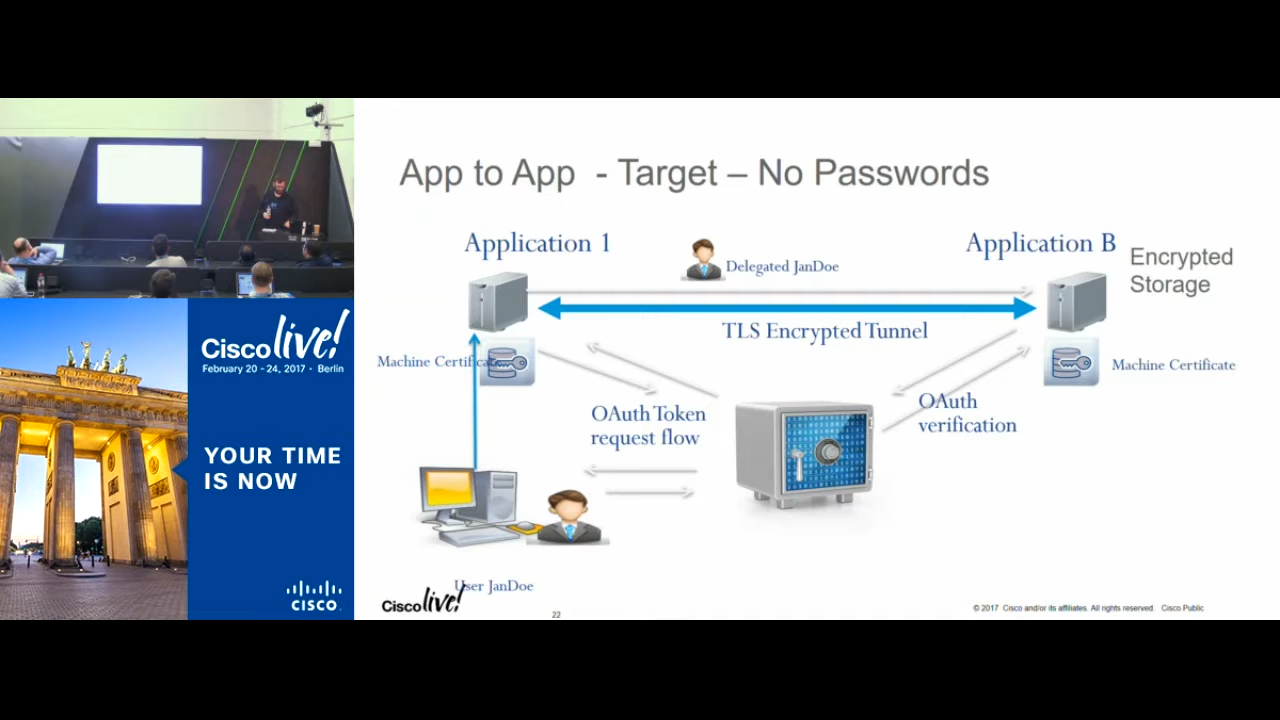 App to App - Target – No Passwords
Application 1
Delegated JanDoe
Application B
Encrypted
Storage
TLS Encrypted Tunnel
Machine Certificate
Machine Certificate
OAuth Token
request flow
OAuth
verification
User JanDoe
Cisco live!
22
© 2017 Cisco and/or its affiliates. All rights reserved. Cisco Public
Cisco live!
February 20 - 24, 2017 · Berlin
YOUR TIME
IS NOW
CISCO